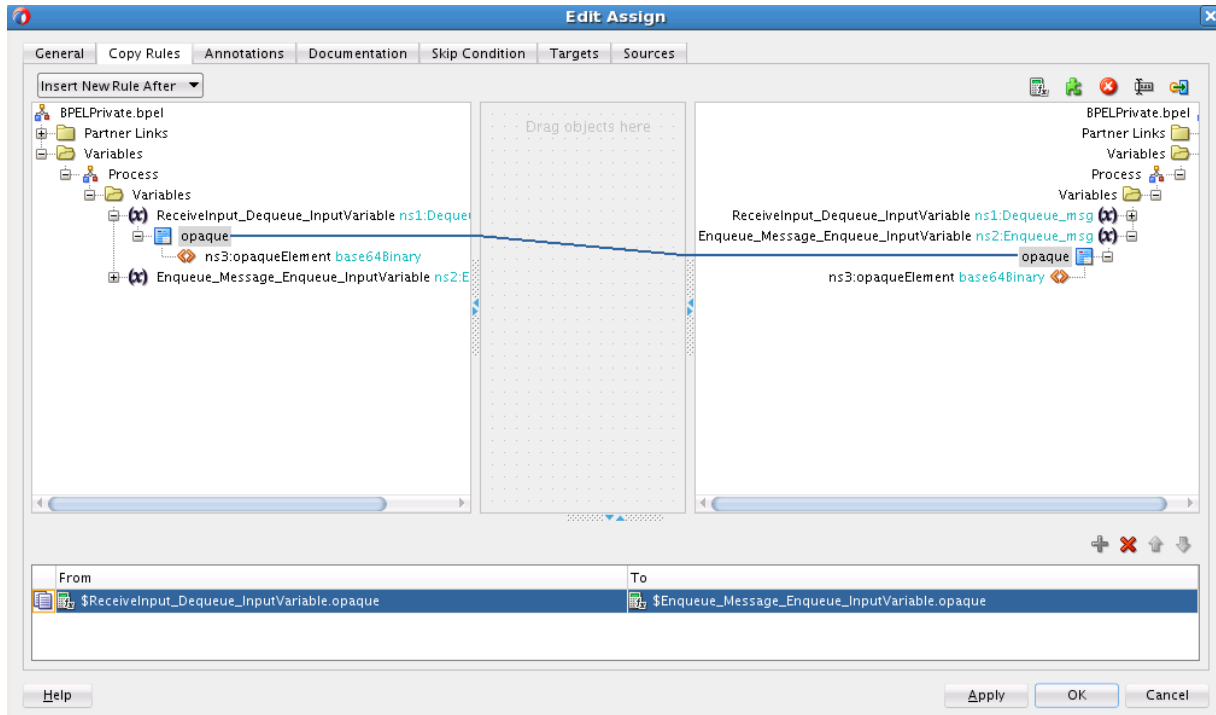 Edit Assign
General Copy Rules Annotations Documentation Skip Condition Targets Sources
Insert New Rule After
BPELPrivate.bpel
Partner Links
Variables
Process
Variables
ReceiveInput_Dequeue_InputVariable ns1:Deque
opaque
ns3:opaqueElement base64Binary
Enqueue_Message_Enqueue_InputVariable ns2:E
Drag objects here
BPELPrivate.bpel
Partner Links
Variables
Process
Variables
ReceiveInput_Dequeue_InputVariable ns1:Dequeue_msg
Enqueue_Message_Enqueue_InputVariable ns2:Enqueue_msg
opaque
ns3:opaqueElement base64Binary
From To
$ReceiveInput_Dequeue_InputVariable.opaque $Enqueue_Message_Enqueue_InputVariable.opaque
Help Apply OK Cancel